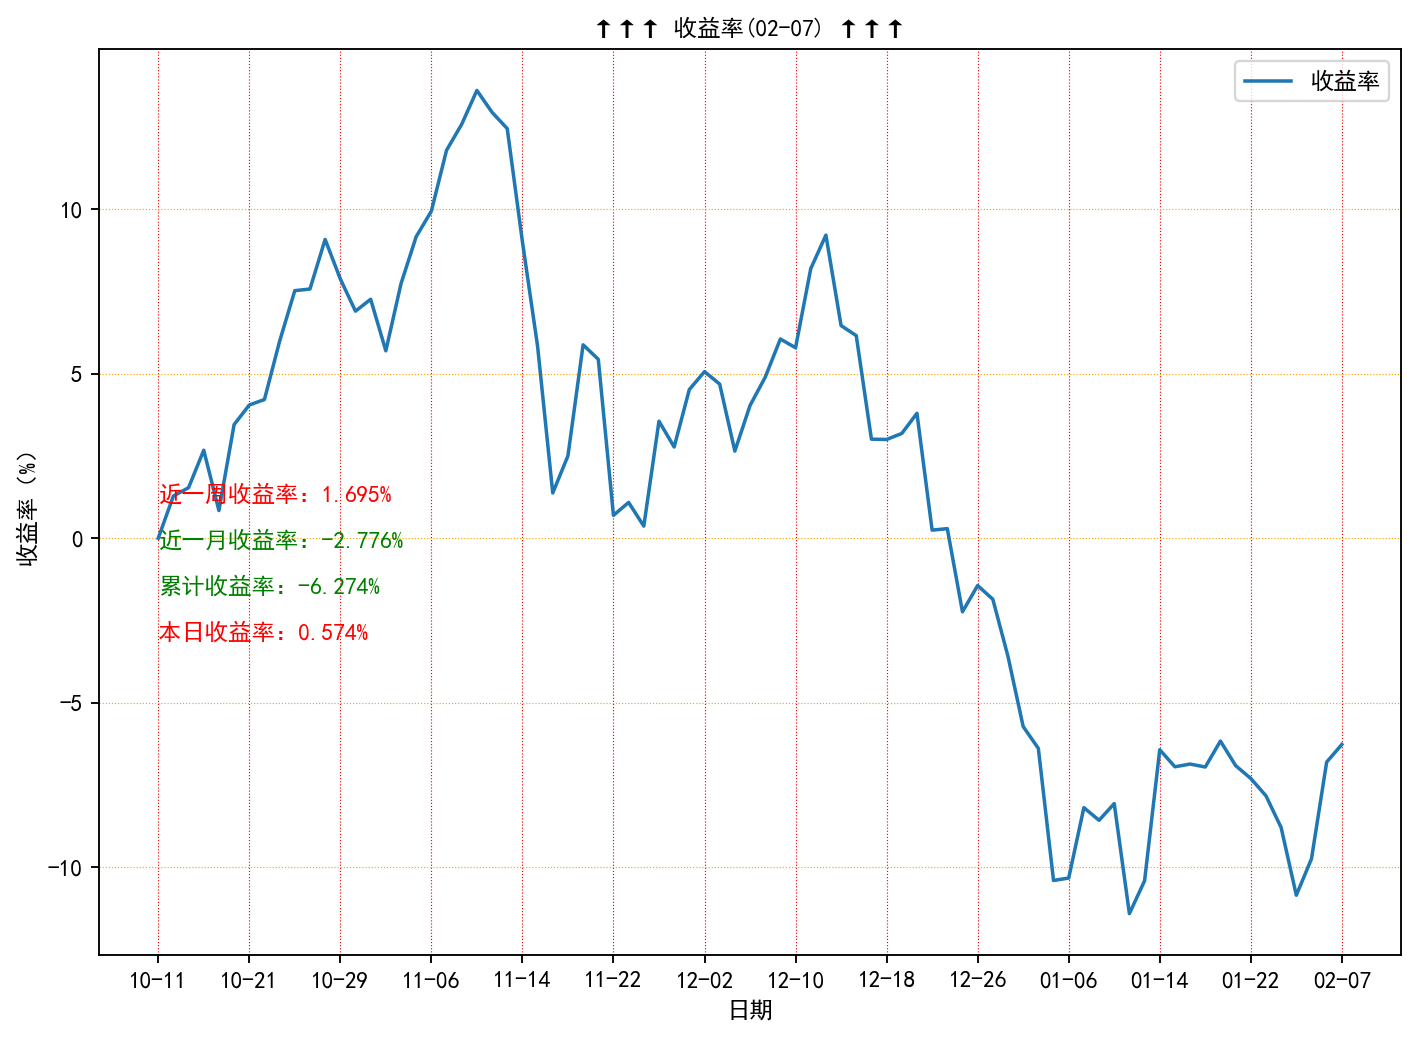 ↑↑↑ 收益率(02-07) ↑↑↑
收益率
收益率 (%)
10
5
0
-5
-10
近一周收益率: 1.695%
近一月收益率: -2.776%
累计收益率: -6.274%
本日收益率: 0.574%
10-11 10-21 10-29 11-06 11-14 11-22 12-02 12-10 12-18 12-26 01-06 01-14 01-22 02-07
日期